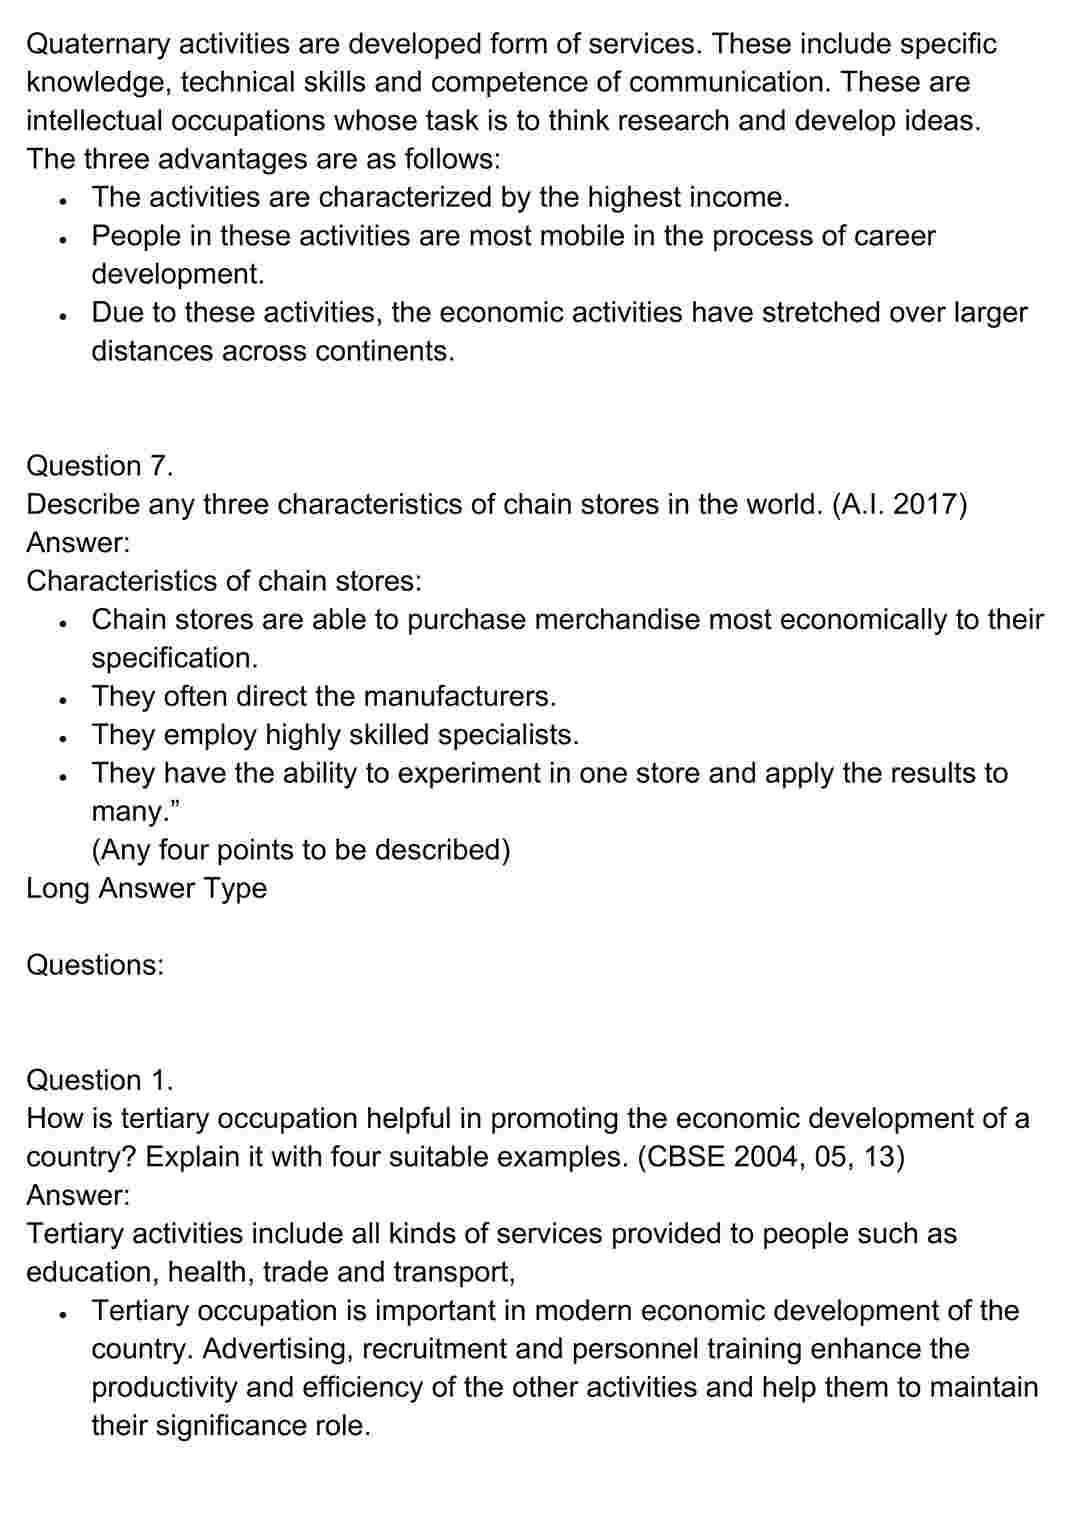 Quaternary activities are developed form of services. These include specific
knowledge, technical skills and competence of communication. These are
intellectual occupations whose task is to think research and develop ideas.
The three advantages are as follows:
• The activities are characterized by the highest income.
• People in these activities are most mobile in the process of career
development.
• Due to these activities, the economic activities have stretched over larger
distances across continents.
Question 7.
Describe any three characteristics of chain stores in the world. (A.I. 2017)
Answer:
Characteristics of chain stores:
• Chain stores are able to purchase merchandise most economically to their
specification.
• They often direct the manufacturers.
• They employ highly skilled specialists.
• They have the ability to experiment in one store and apply the results to
many.”
(Any four points to be described)
Long Answer Type
Questions:
Question 1.
How is tertiary occupation helpful in promoting the economic development of a
country? Explain it with four suitable examples. (CBSE 2004, 05, 13)
Answer:
Tertiary activities include all kinds of services provided to people such as
education, health, trade and transport,
• Tertiary occupation is important in modern economic development of the
country. Advertising, recruitment and personnel training enhance the
productivity and efficiency of the other activities and help them to maintain
their significance role.